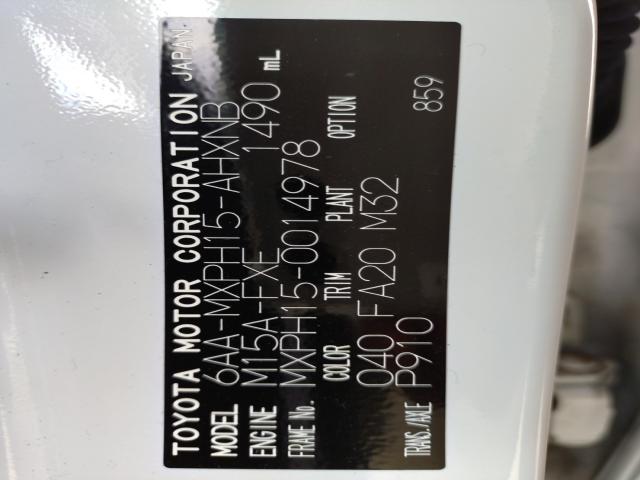 TOYOTA MOTOR CORPORATION JAPAN
MODEL 6AA-MXPH15-AHXNB
ENGINE M15A-FXE 1490 mL
FRAME No. MXPH15-0014978
COLOR TRIM PLANT OPTION
040 FA20 M32
TRANS./AXLE P910 859